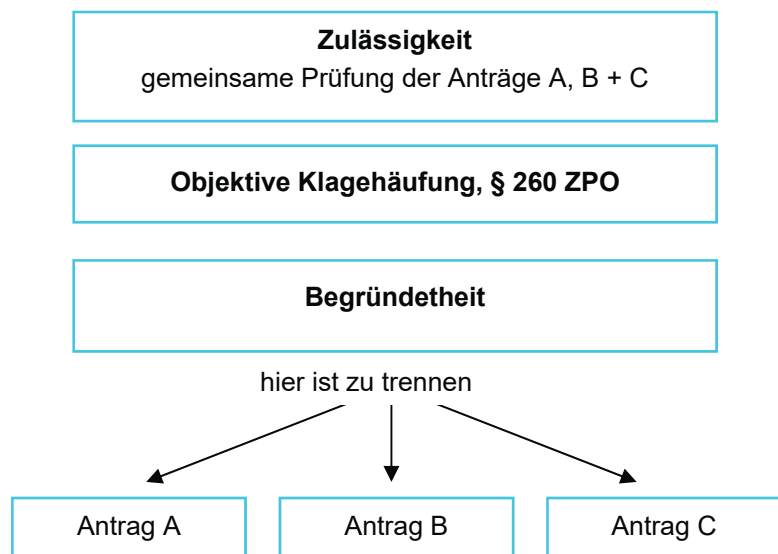 Zulässigkeit
gemeinsame Prüfung der Anträge A, B + C
Objektive Klagehäufung, § 260 ZPO
Begründetheit
hier ist zu trennen
Antrag A
Antrag B
Antrag C